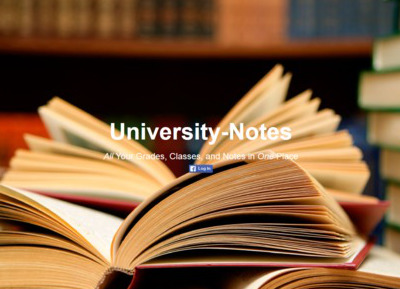 University-Notes
All Your Grades, Classes, and Notes in One Place
f Log In